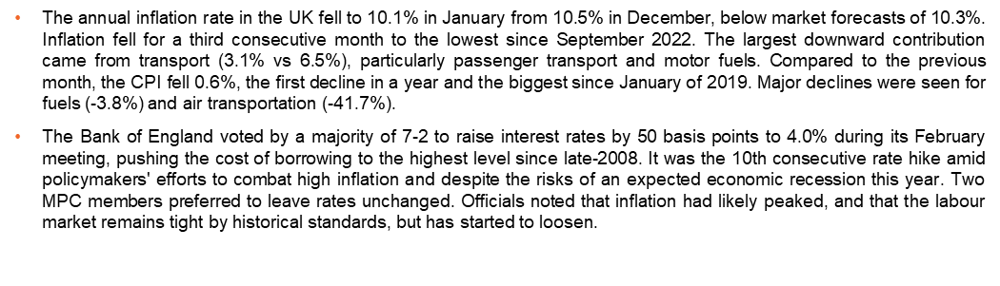 • The annual inflation rate in the UK fell to 10.1% in January from 10.5% in December, below market forecasts of 10.3%.
Inflation fell for a third consecutive month to the lowest since September 2022. The largest downward contribution
came from transport (3.1% vs 6.5%), particularly passenger transport and motor fuels. Compared to the previous
month, the CPI fell 0.6%, the first decline in a year and the biggest since January of 2019. Major declines were seen for
fuels (-3.8%) and air transportation (-41.7%).
• The Bank of England voted by a majority of 7-2 to raise interest rates by 50 basis points to 4.0% during its February
meeting, pushing the cost of borrowing to the highest level since late-2008. It was the 10th consecutive rate hike amid
policymakers' efforts to combat high inflation and despite the risks of an expected economic recession this year. Two
MPC members preferred to leave rates unchanged. Officials noted that inflation had likely peaked, and that the labour
market remains tight by historical standards, but has started to loosen.